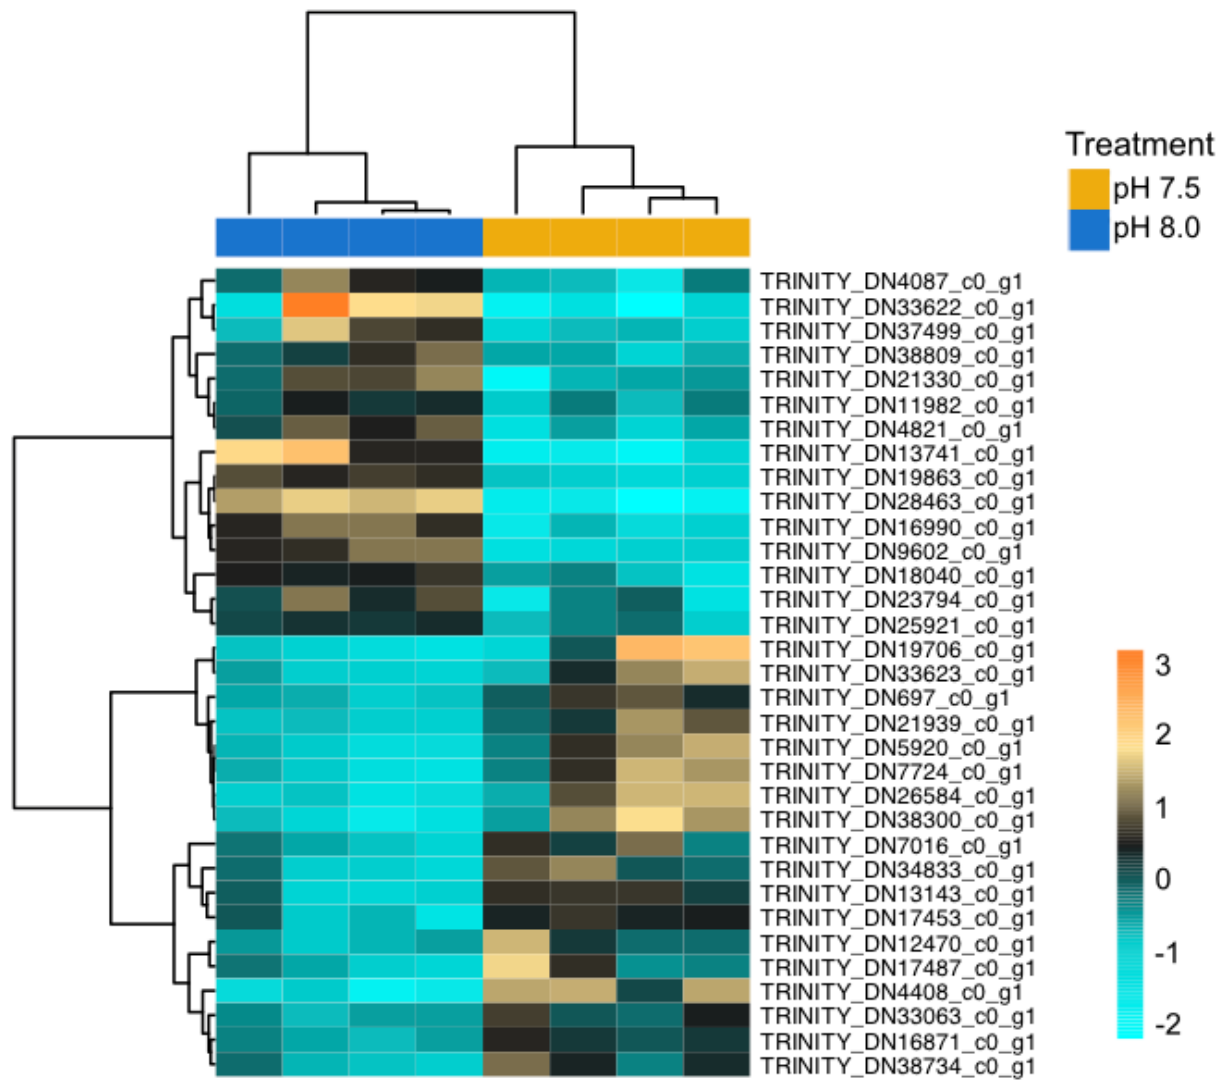 Treatment
pH 7.5
pH 8.0
TRINITY_DN4087_c0_g1
TRINITY_DN33622_c0_g1
TRINITY_DN37499_c0_g1
TRINITY_DN38809_c0_g1
TRINITY_DN21330_c0_g1
TRINITY_DN11982_c0_g1
TRINITY_DN4821_c0_g1
TRINITY_DN13741_c0_g1
TRINITY_DN19863_c0_g1
TRINITY_DN28463_c0_g1
TRINITY_DN16990_c0_g1
TRINITY_DN9602_c0_g1
TRINITY_DN18040_c0_g1
TRINITY_DN23794_c0_g1
TRINITY_DN25921_c0_g1
TRINITY_DN19706_c0_g1
TRINITY_DN33623_c0_g1
TRINITY_DN697_c0_g1
TRINITY_DN21939_c0_g1
TRINITY_DN5920_c0_g1
TRINITY_DN7724_c0_g1
TRINITY_DN26584_c0_g1
TRINITY_DN38300_c0_g1
TRINITY_DN7016_c0_g1
TRINITY_DN34833_c0_g1
TRINITY_DN13143_c0_g1
TRINITY_DN17453_c0_g1
TRINITY_DN12470_c0_g1
TRINITY_DN17487_c0_g1
TRINITY_DN4408_c0_g1
TRINITY_DN33063_c0_g1
TRINITY_DN16871_c0_g1
TRINITY_DN38734_c0_g1
3
2
1
0
-1
-2